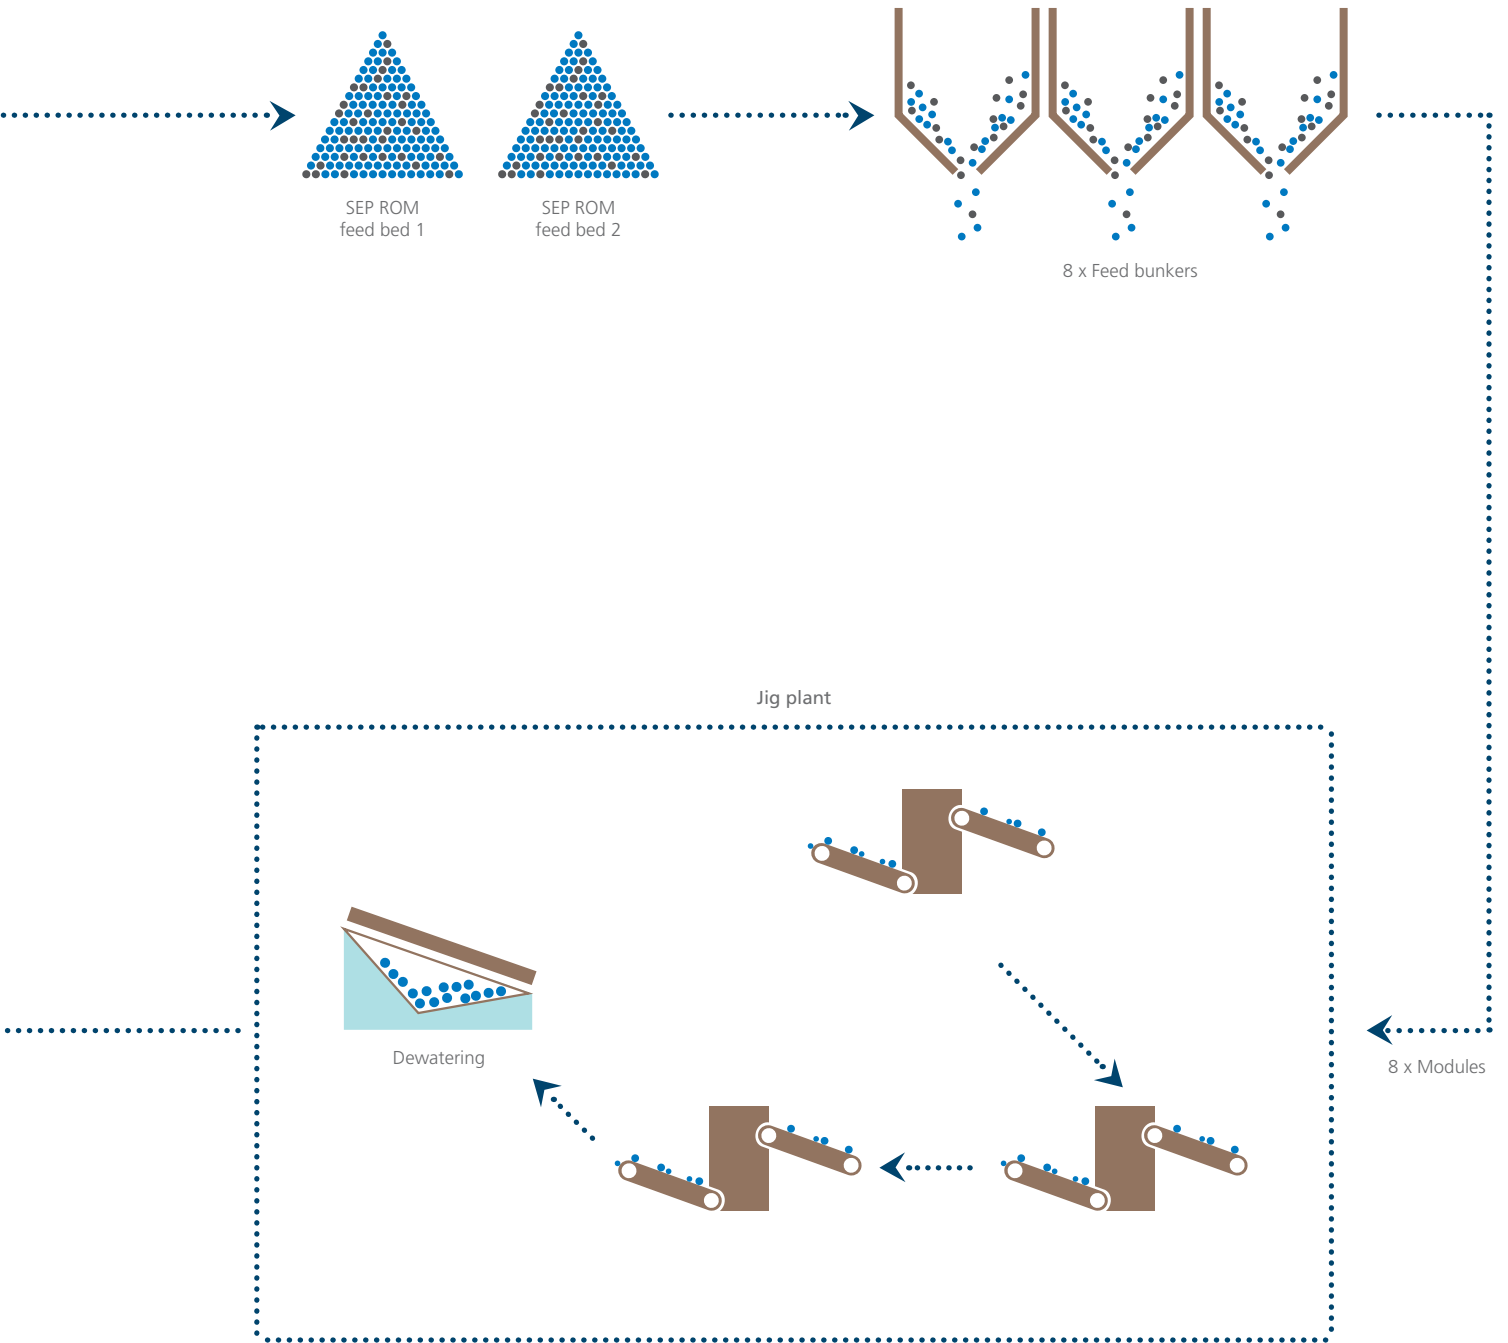 SEP ROM
feed bed 1
SEP ROM
feed bed 2
8 x Feed bunkers
Jig plant
Dewatering
8 x Modules